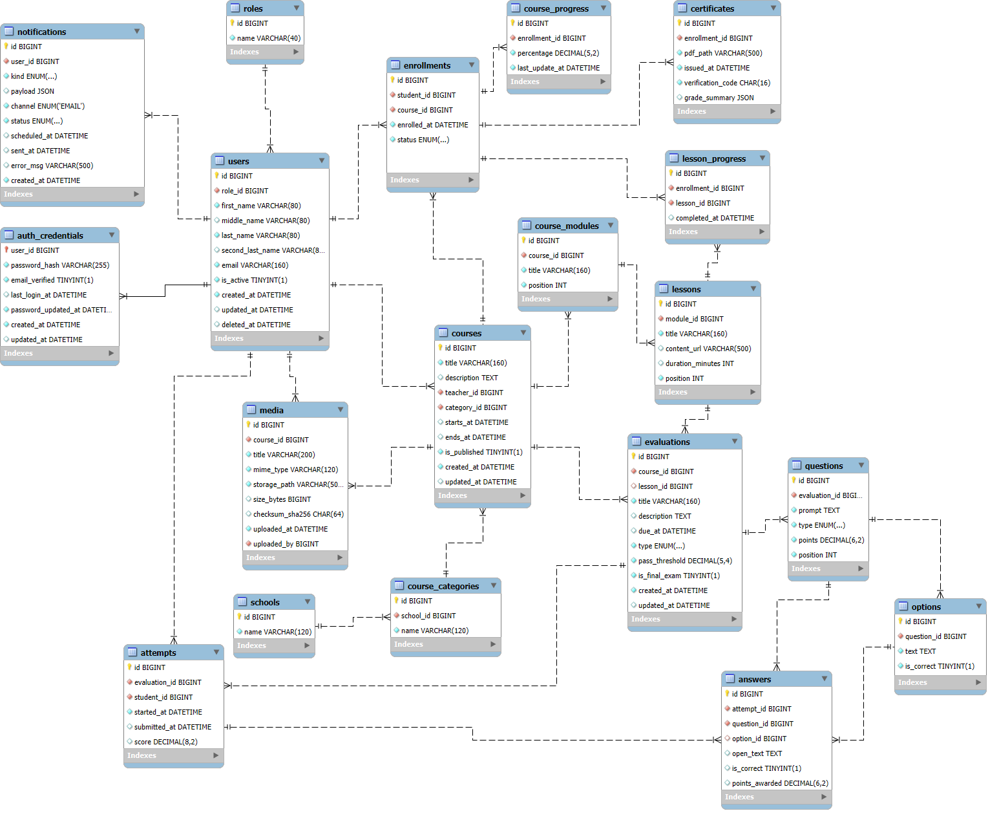 roles
id BIGINT
name VARCHAR(40)
Indexes
course_progress
id BIGINT
enrollment_id BIGINT
percentage DECIMAL(5,2)
last_update_at DATETIME
Indexes
certificates
id BIGINT
enrollment_id BIGINT
pdf_path VARCHAR(500)
issued_at DATETIME
verification_code CHAR(16)
grade_summary JSON
Indexes
notifications
id BIGINT
user_id BIGINT
kind ENUM(...)
payload JSON
channel ENUM('EMAIL')
status ENUM(...)
scheduled_at DATETIME
sent_at DATETIME
error_msg VARCHAR(500)
created_at DATETIME
Indexes
enrollments
id BIGINT
student_id BIGINT
course_id BIGINT
enrolled_at DATETIME
status ENUM(...)
Indexes
users
id BIGINT
role_id BIGINT
first_name VARCHAR(80)
middle_name VARCHAR(80)
last_name VARCHAR(80)
second_last_name VARCHAR(8...
email VARCHAR(160)
is_active TINYINT(1)
created_at DATETIME
updated_at DATETIME
deleted_at DATETIME
Indexes
lesson_progress
id BIGINT
enrollment_id BIGINT
lesson_id BIGINT
completed_at DATETIME
Indexes
auth_credentials
user_id BIGINT
password_hash VARCHAR(255)
email_verified TINYINT(1)
last_login_at DATETIME
password_updated_at DATETI...
created_at DATETIME
updated_at DATETIME
Indexes
course_modules
id BIGINT
course_id BIGINT
title VARCHAR(160)
position INT
Indexes
lessons
id BIGINT
module_id BIGINT
title VARCHAR(160)
content_url VARCHAR(500)
duration_minutes INT
position INT
Indexes
courses
id BIGINT
title VARCHAR(160)
description TEXT
teacher_id BIGINT
category_id BIGINT
starts_at DATETIME
ends_at DATETIME
is_published TINYINT(1)
created_at DATETIME
updated_at DATETIME
Indexes
media
id BIGINT
course_id BIGINT
title VARCHAR(200)
mime_type VARCHAR(120)
storage_path VARCHAR(50...
size_bytes BIGINT
checksum_sha256 CHAR(64)
uploaded_at DATETIME
uploaded_by BIGINT
Indexes
evaluations
id BIGINT
course_id BIGINT
lesson_id BIGINT
title VARCHAR(160)
description TEXT
due_at DATETIME
type ENUM(...)
pass_threshold DECIMAL(5,4)
is_final_exam TINYINT(1)
created_at DATETIME
updated_at DATETIME
Indexes
questions
id BIGINT
evaluation_id BIGI...
prompt TEXT
type ENUM(...)
points DECIMAL(6,2)
position INT
Indexes
course_categories
id BIGINT
school_id BIGINT
name VARCHAR(120)
Indexes
schools
id BIGINT
name VARCHAR(120)
Indexes
options
id BIGINT
question_id BIGINT
text TEXT
is_correct TINYINT(1)
Indexes
attempts
id BIGINT
evaluation_id BIGINT
student_id BIGINT
started_at DATETIME
submitted_at DATETIME
score DECIMAL(8,2)
Indexes
answers
id BIGINT
attempt_id BIGINT
question_id BIGINT
option_id BIGINT
open_text TEXT
is_correct TINYINT(1)
points_awarded DECIMAL(6,2)
Indexes